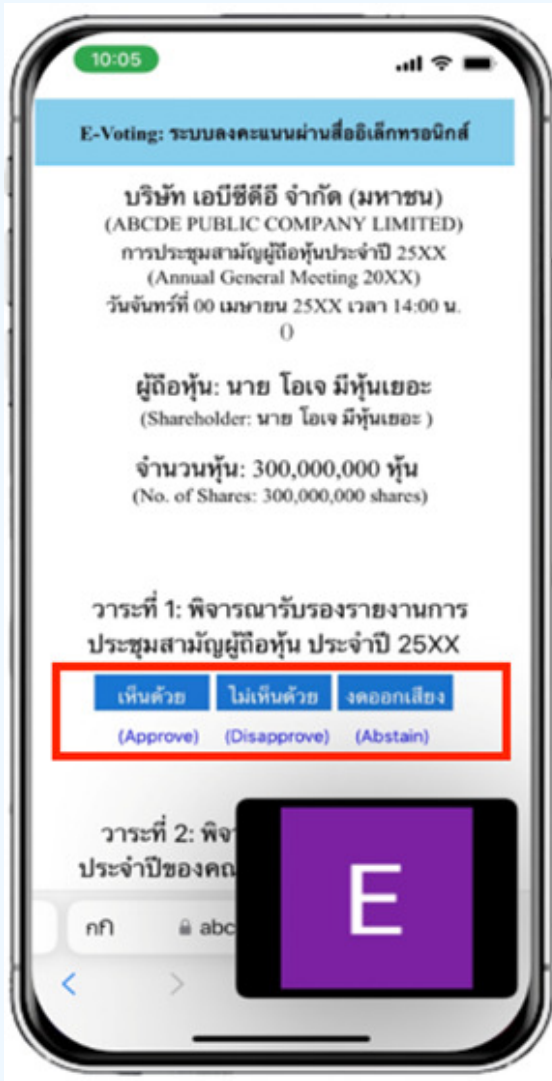 10:05
E-Voting: ระบบลงคะแนนผ่านสื่ออิเล็กทรอนิกส์
บริษัท เอบีซีดีอี จำกัด (มหาชน)
(ABCDE PUBLIC COMPANY LIMITED)
การประชุมสามัญผู้ถือหุ้นประจำปี 25XX
(Annual General Meeting 20XX)
วันจันทร์ที่ 00 เมษายน 25XX เวลา 14:00 น.
()
ผู้ถือหุ้น: นาย โอเจ มีหุ้นเยอะ
(Shareholder: นาย โอเจ มีหุ้นเยอะ )
จำนวนหุ้น: 300,000,000 หุ้น
(No. of Shares: 300,000,000 shares)
วาระที่ 1: พิจารณารับรองรายงานการ
ประชุมสามัญผู้ถือหุ้น ประจำปี 25XX
เห็นด้วย ไม่เห็นด้วย งดออกเสียง
(Approve) (Disapprove) (Abstain)
วาระที่ 2: พิจา
ประจำปีของคณ
E
กกิ abc